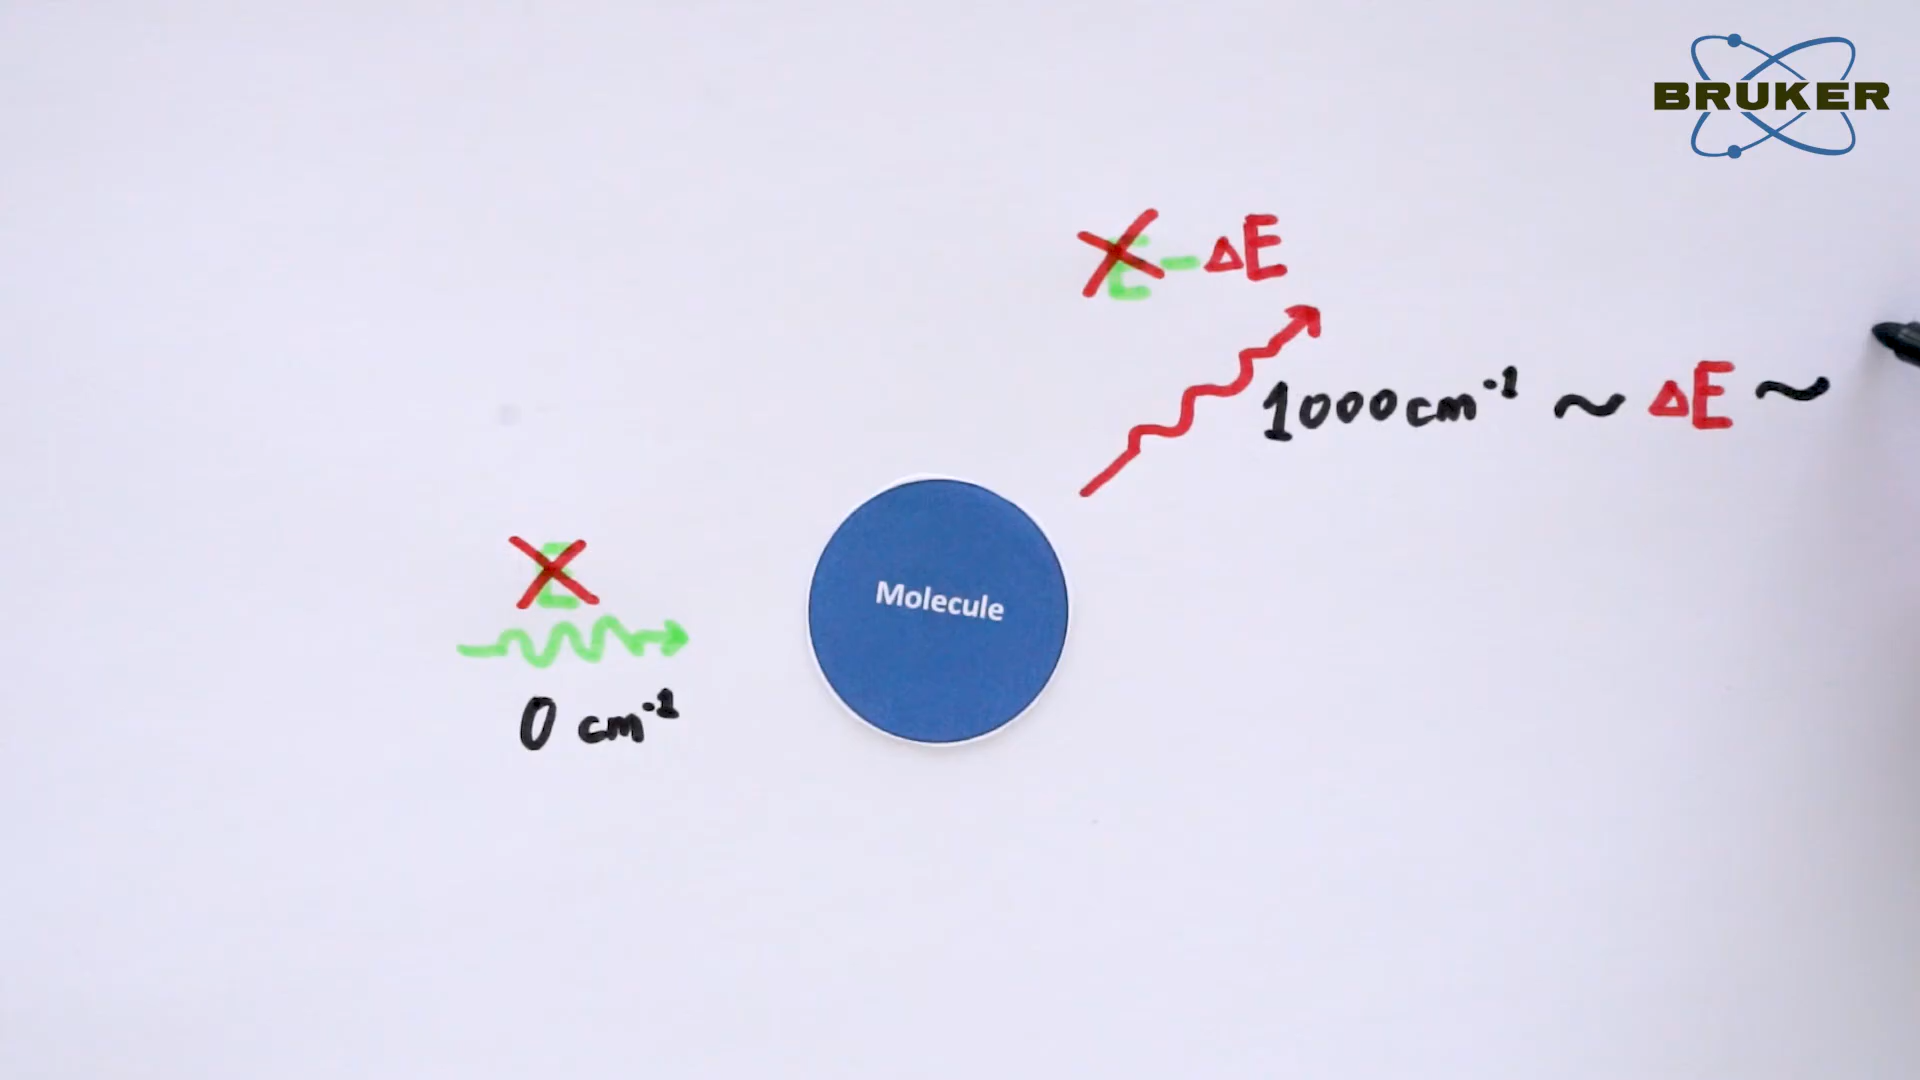 BRUKER
E-ΔE
1000 cm⁻¹ ~ ΔE ~
E
Molecule
0 cm⁻¹